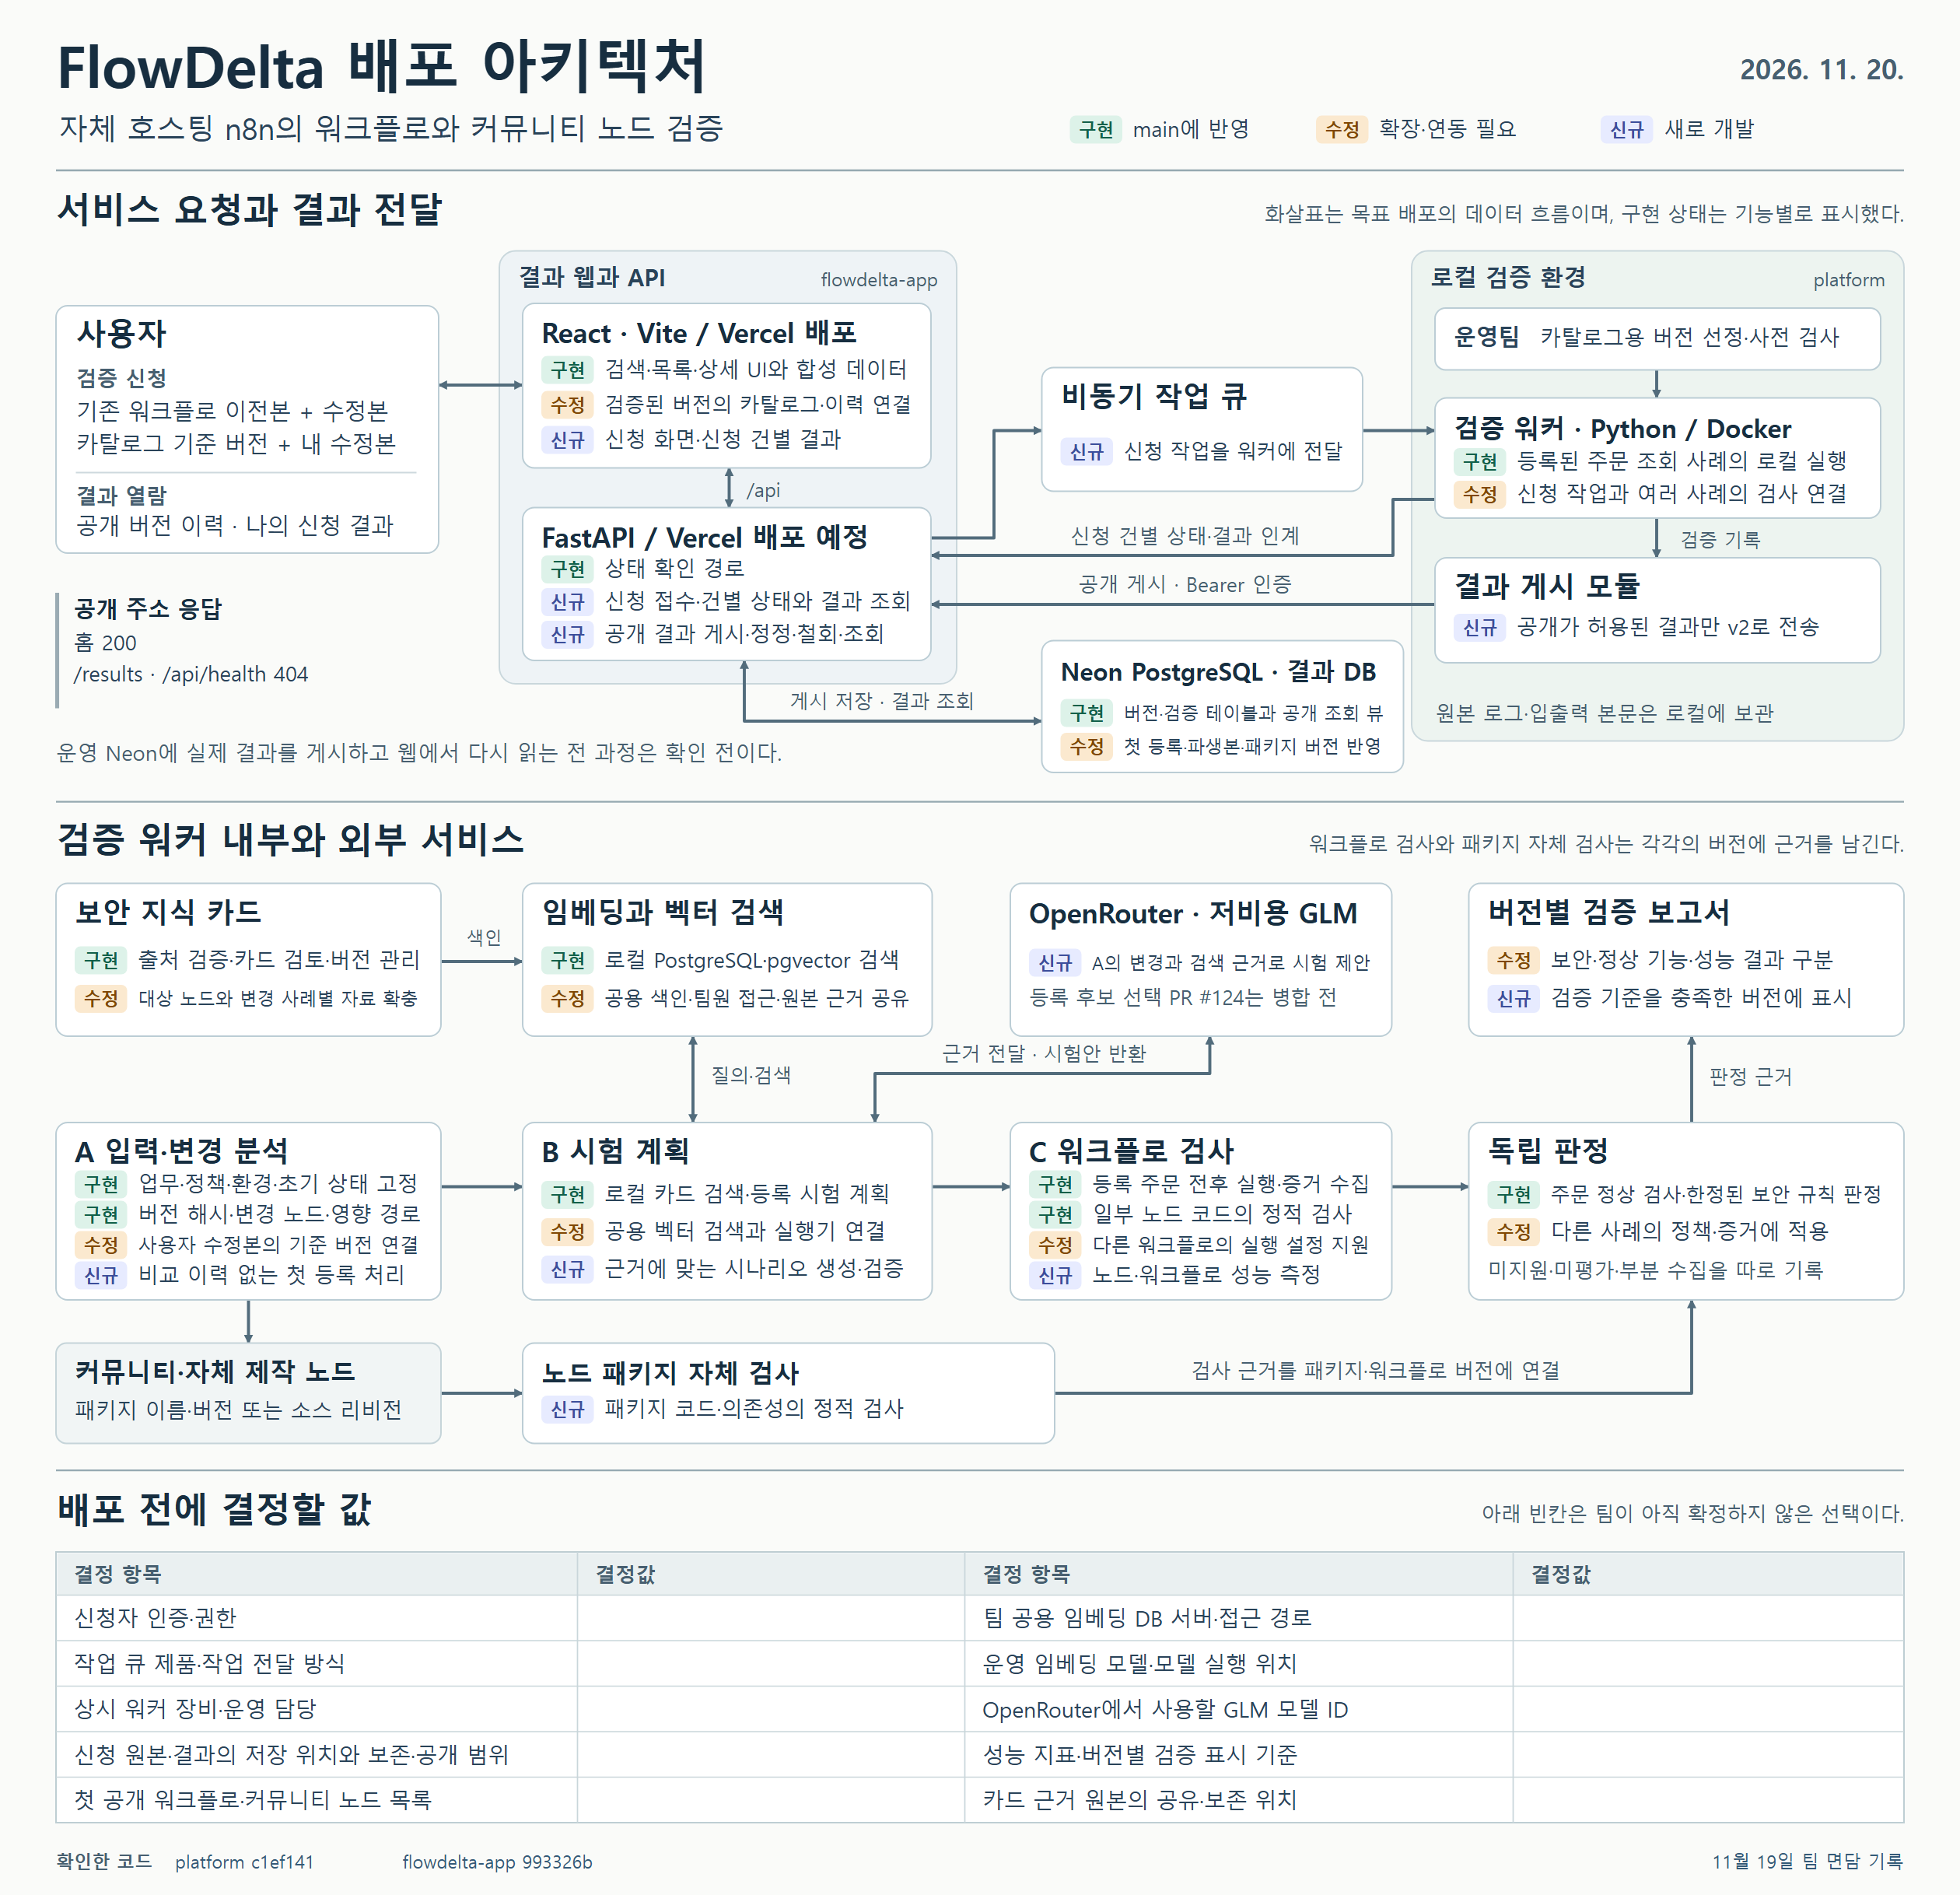 FlowDelta 배포 아키텍처
2026. 11. 20.
자체 호스팅 n8n의 워크플로와 커뮤니티 노드 검증
구현 main에 반영
수정 확장·연동 필요
신규 새로 개발
서비스 요청과 결과 전달
화살표는 목표 배포의 데이터 흐름이며, 구현 상태는 기능별로 표시했다.
사용자
검증 신청
기존 워크플로 이전본 + 수정본
카탈로그 기준 버전 + 내 수정본
결과 열람
공개 버전 이력 · 나의 신청 결과
공개 주소 응답
홈 200
/results · /api/health 404
결과 웹과 API
flowdelta-app
React · Vite / Vercel 배포
구현 검색·목록·상세 UI와 합성 데이터
수정 검증된 버전의 카탈로그·이력 연결
신규 신청 화면·신청 건별 결과
/api
FastAPI / Vercel 배포 예정
구현 상태 확인 경로
신규 신청 접수·건별 상태와 결과 조회
신규 공개 결과 게시·정정·철회·조회
게시 저장 · 결과 조회
비동기 작업 큐
신규 신청 작업을 워커에 전달
신청 건별 상태·결과 인계
공개 게시 · Bearer 인증
Neon PostgreSQL · 결과 DB
구현 버전·검증 테이블과 공개 조회 뷰
수정 첫 등록·파생본·패키지 버전 반영
로컬 검증 환경
platform
운영팀 카탈로그용 버전 선정·사전 검사
검증 워커 · Python / Docker
구현 등록된 주문 조회 사례의 로컬 실행
수정 신청 작업과 여러 사례의 검사 연결
검증 기록
결과 게시 모듈
신규 공개가 허용된 결과만 v2로 전송
원본 로그·입출력 본문은 로컬에 보관
운영 Neon에 실제 결과를 게시하고 웹에서 다시 읽는 전 과정은 확인 전이다.
검증 워커 내부와 외부 서비스
워크플로 검사와 패키지 자체 검사는 각각의 버전에 근거를 남긴다.
보안 지식 카드
구현 출처 검증·카드 검토·버전 관리
수정 대상 노드와 변경 사례별 자료 확충
색인
임베딩과 벡터 검색
구현 로컬 PostgreSQL·pgvector 검색
수정 공용 색인·팀원 접근·원본 근거 공유
OpenRouter · 저비용 GLM
신규 A의 변경과 검색 근거로 시험 제안
등록 후보 선택 PR #124는 병합 전
버전별 검증 보고서
수정 보안·정상 기능·성능 결과 구분
신규 검증 기준을 충족한 버전에 표시
질의·검색
근거 전달 · 시험안 반환
판정 근거
A 입력·변경 분석
구현 업무·정책·환경·초기 상태 고정
구현 버전 해시·변경 노드·영향 경로
수정 사용자 수정본의 기준 버전 연결
신규 비교 이력 없는 첫 등록 처리
B 시험 계획
구현 로컬 카드 검색·등록 시험 계획
수정 공용 벡터 검색과 실행기 연결
신규 근거에 맞는 시나리오 생성·검증
C 워크플로 검사
구현 등록 주문 전후 실행·증거 수집
구현 일부 노드 코드의 정적 검사
수정 다른 워크플로의 실행 설정 지원
신규 노드·워크플로 성능 측정
독립 판정
구현 주문 정상 검사·한정된 보안 규칙 판정
수정 다른 사례의 정책·증거에 적용
미지원·미평가·부분 수집을 따로 기록
커뮤니티·자체 제작 노드
패키지 이름·버전 또는 소스 리비전
노드 패키지 자체 검사
신규 패키지 코드·의존성의 정적 검사
검사 근거를 패키지·워크플로 버전에 연결
배포 전에 결정할 값
아래 빈칸은 팀이 아직 확정하지 않은 선택이다.
결정 항목 결정값 결정 항목 결정값
신청자 인증·권한 팀 공용 임베딩 DB 서버·접근 경로
작업 큐 제품·작업 전달 방식 운영 임베딩 모델·모델 실행 위치
상시 워커 장비·운영 담당 OpenRouter에서 사용할 GLM 모델 ID
신청 원본·결과의 저장 위치와 보존·공개 범위 성능 지표·버전별 검증 표시 기준
첫 공개 워크플로·커뮤니티 노드 목록 카드 근거 원본의 공유·보존 위치
확인한 코드 platform c1ef141 flowdelta-app 993326b
11월 19일 팀 면담 기록